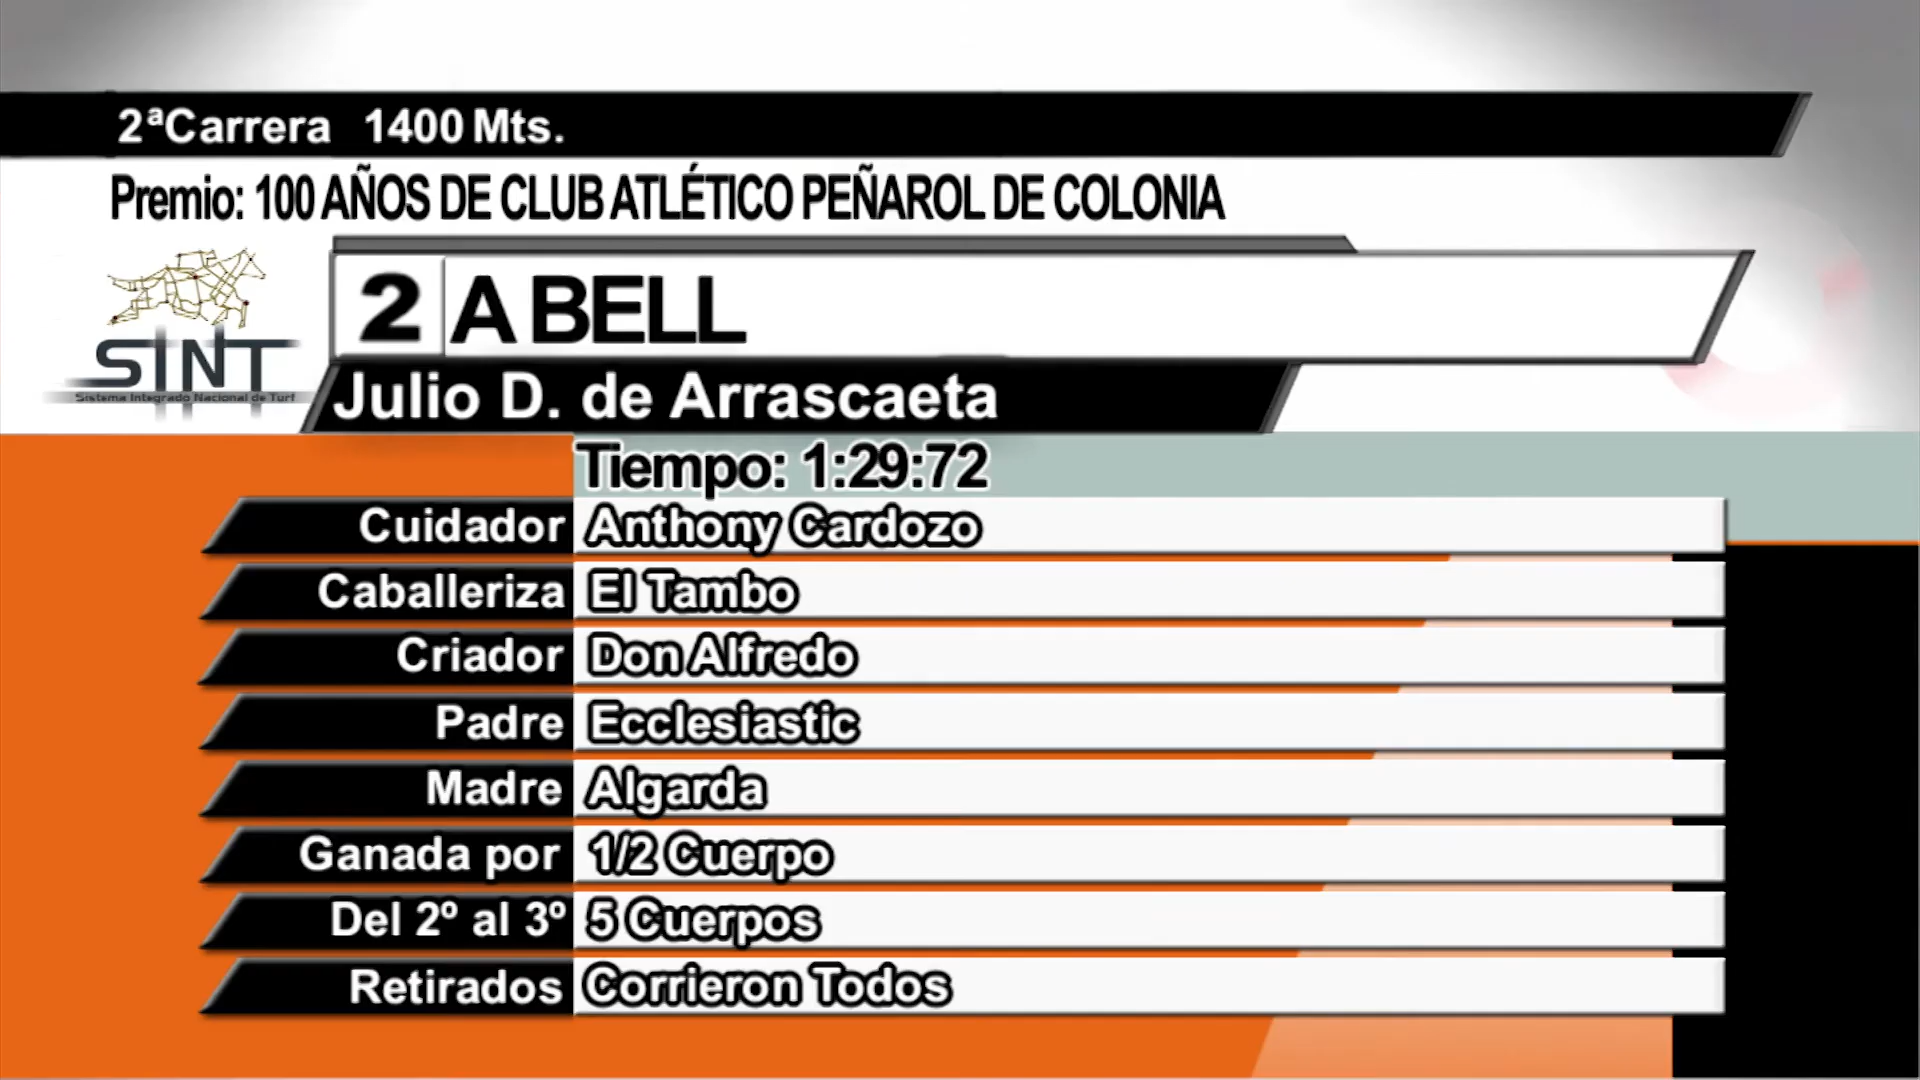 2ªCarrera 1400 Mts.
Premio: 100 AÑOS DE CLUB ATLÉTICO PEÑAROL DE COLONIA
2 A BELL
SINT
Sistema Integrado Nacional de Turf
Julio D. de Arrascaeta
Tiempo: 1:29:72
Cuidador Anthony Cardozo
Caballeriza El Tambo
Criador Don Alfredo
Padre Ecclesiastic
Madre Algarda
Ganada por 1/2 Cuerpo
Del 2º al 3º 5 Cuerpos
Retirados Corrieron Todos